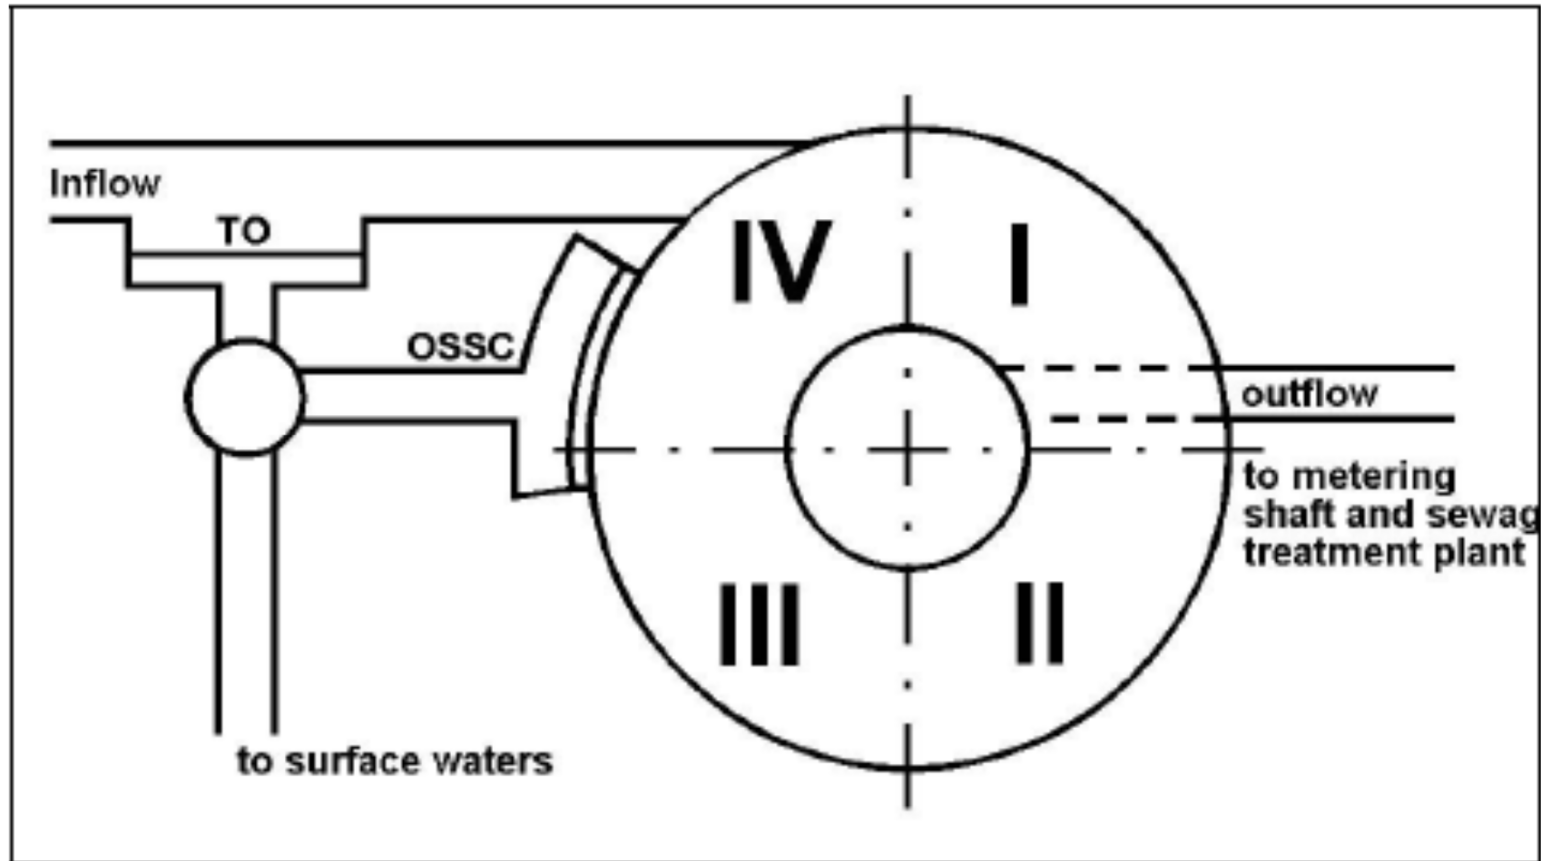 Inflow
TO
IV
I
OSSC
outflow
to metering
shaft and sewag
treatment plant
III
II
to surface waters